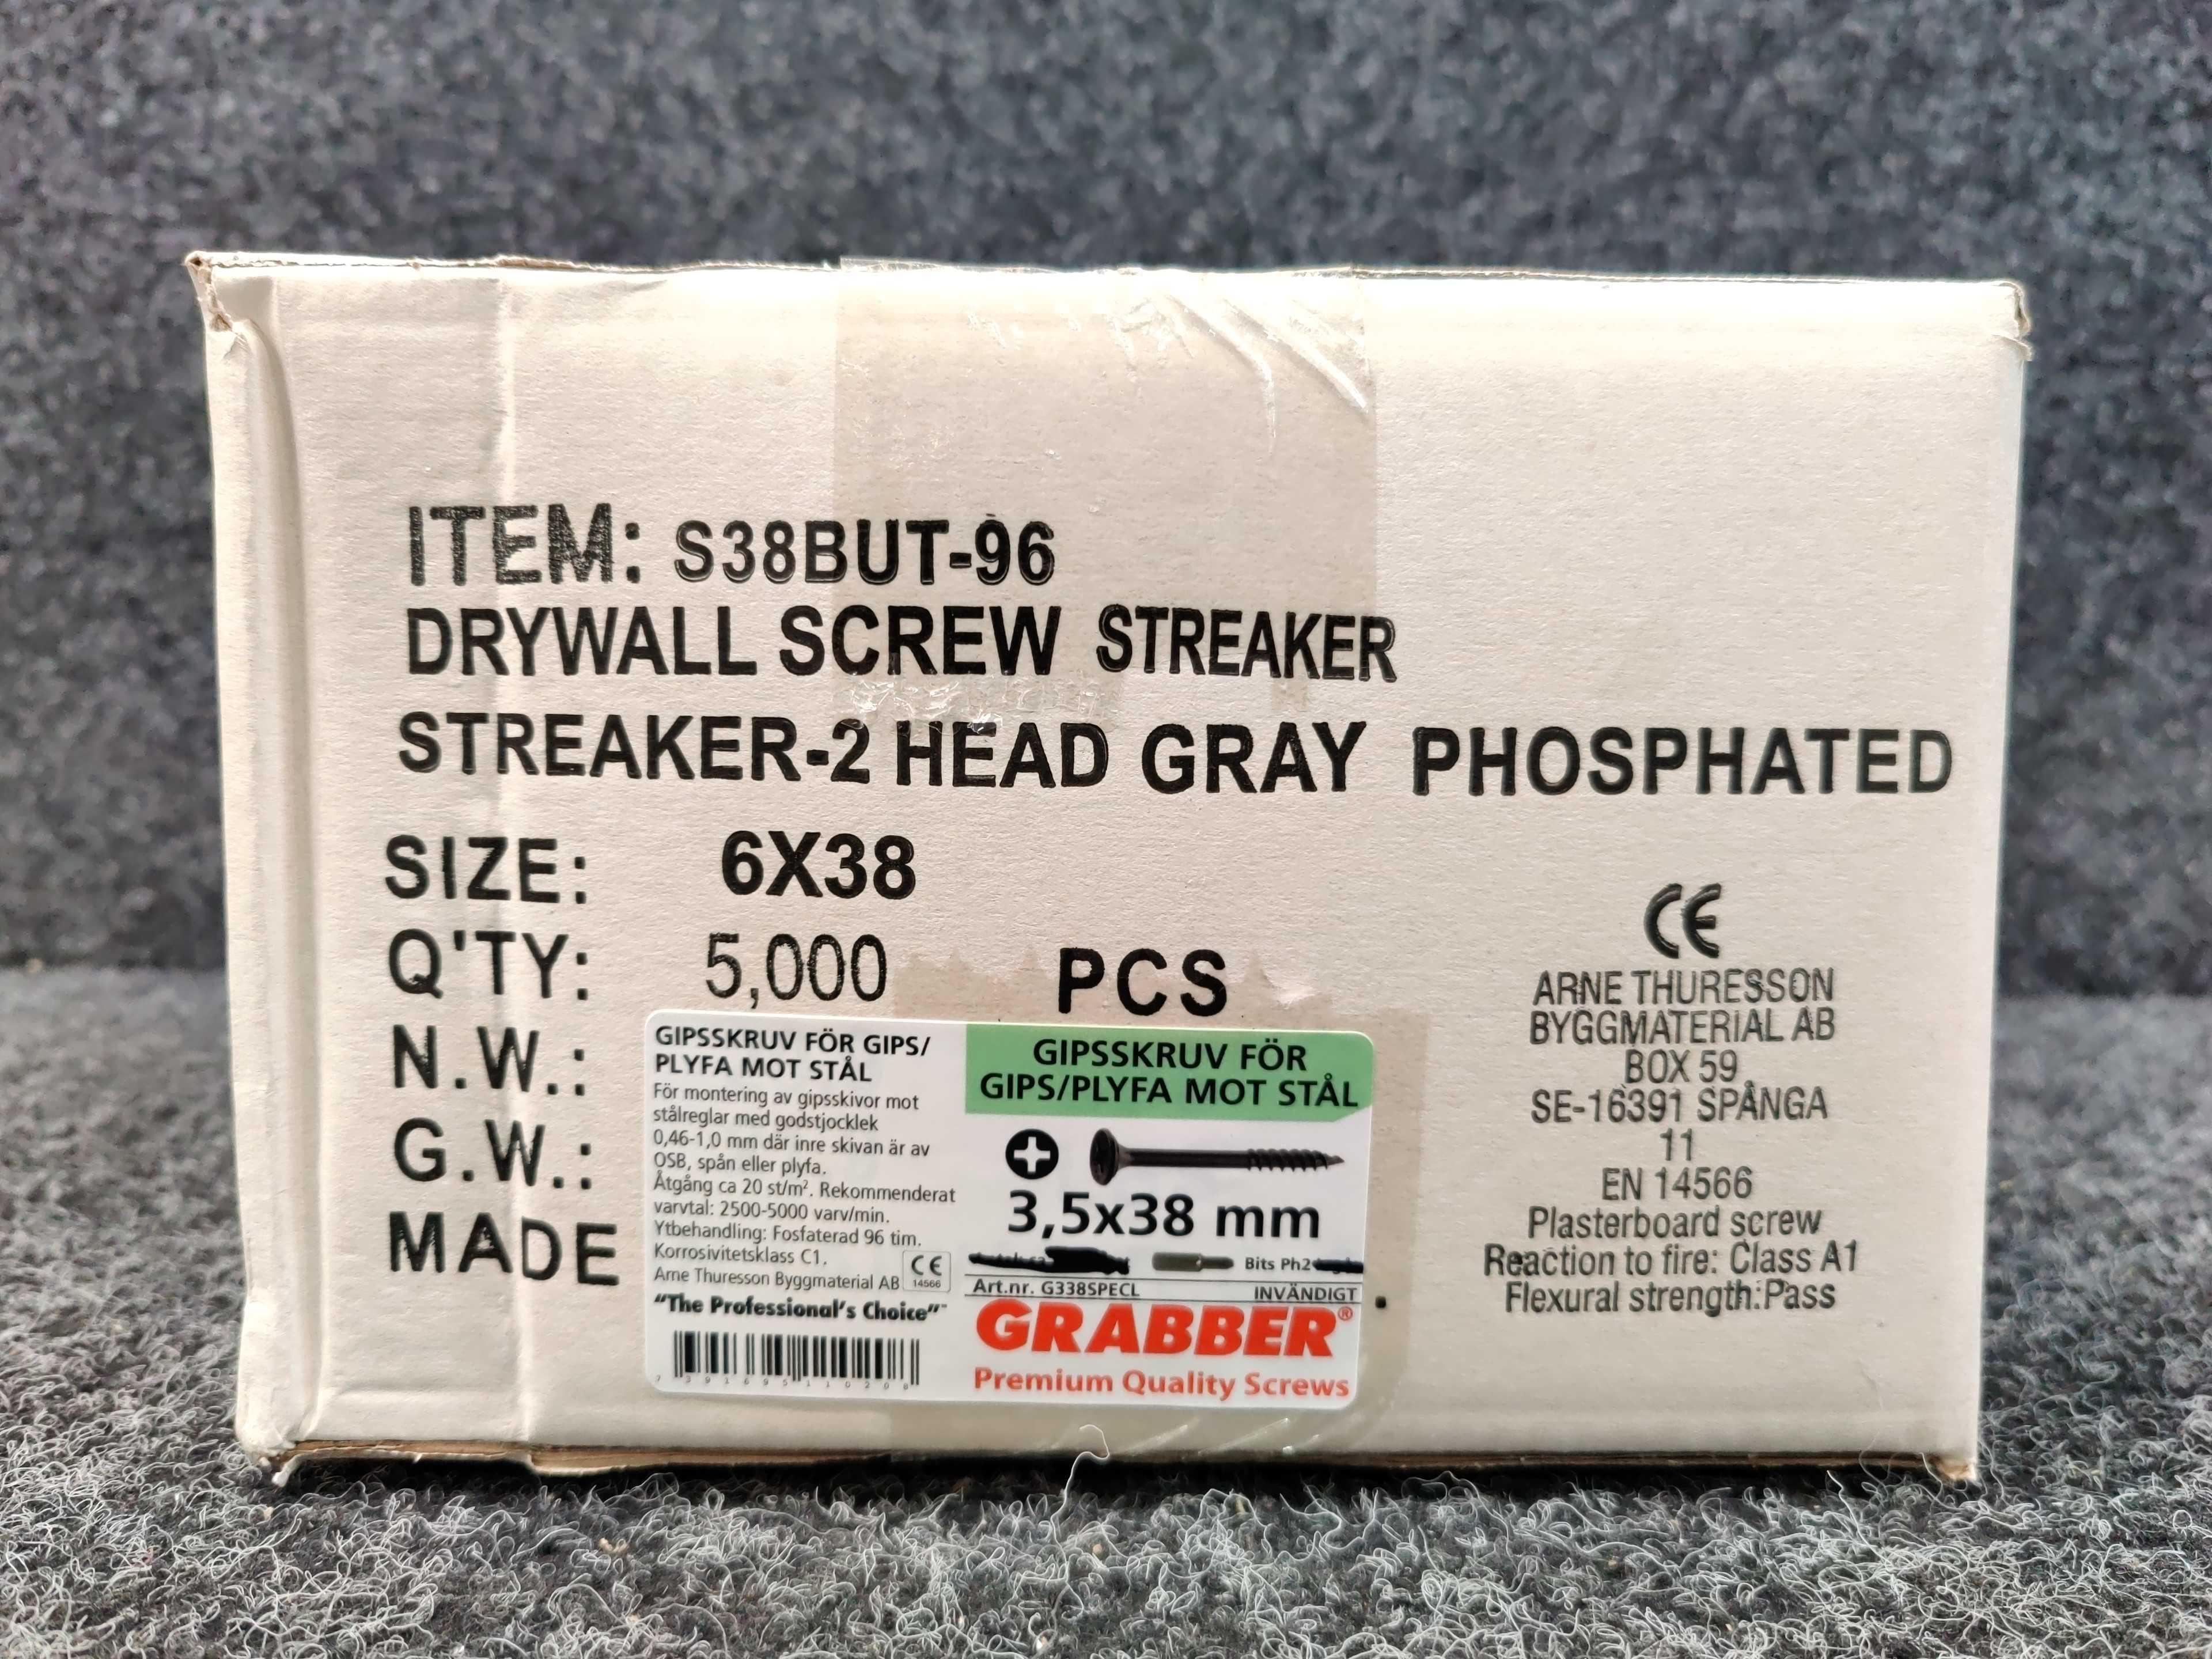 ITEM: S38BUT-96
DRYWALL SCREW STREAKER
STREAKER-2 HEAD GRAY PHOSPHATED
SIZE: 6X38
Q'TY: 5,000 PCS
N.W.:
G.W.:
MADE
GIPSSKRUV FÖR GIPS/
PLYFA MOT STÅL
För montering av gipsskivor mot
stålreglar med godstjocklek
0,46-1,0 mm där inre skivan är av
OSB, spån eller plyfa.
Åtgång ca 20 st/m². Rekommenderat
varvtal: 2500-5000 varv/min.
Ytbehandling: Fosfaterad 96 tim.
Korrosivitetsklass C1.
Arne Thuresson Byggmaterial AB
CE
14566
"The Professional's Choice"™
7391695110208
GIPSSKRUV FÖR
GIPS/PLYFA MOT STÅL
3,5x38 mm
Bits Ph2
Art.nr. G338SPECL INVÄNDIGT
GRABBER®
Premium Quality Screws
CE
ARNE THURESSON
BYGGMATERIAL AB
BOX 59
SE-16391 SPÅNGA
11
EN 14566
Plasterboard screw
Reaction to fire: Class A1
Flexural strength:Pass